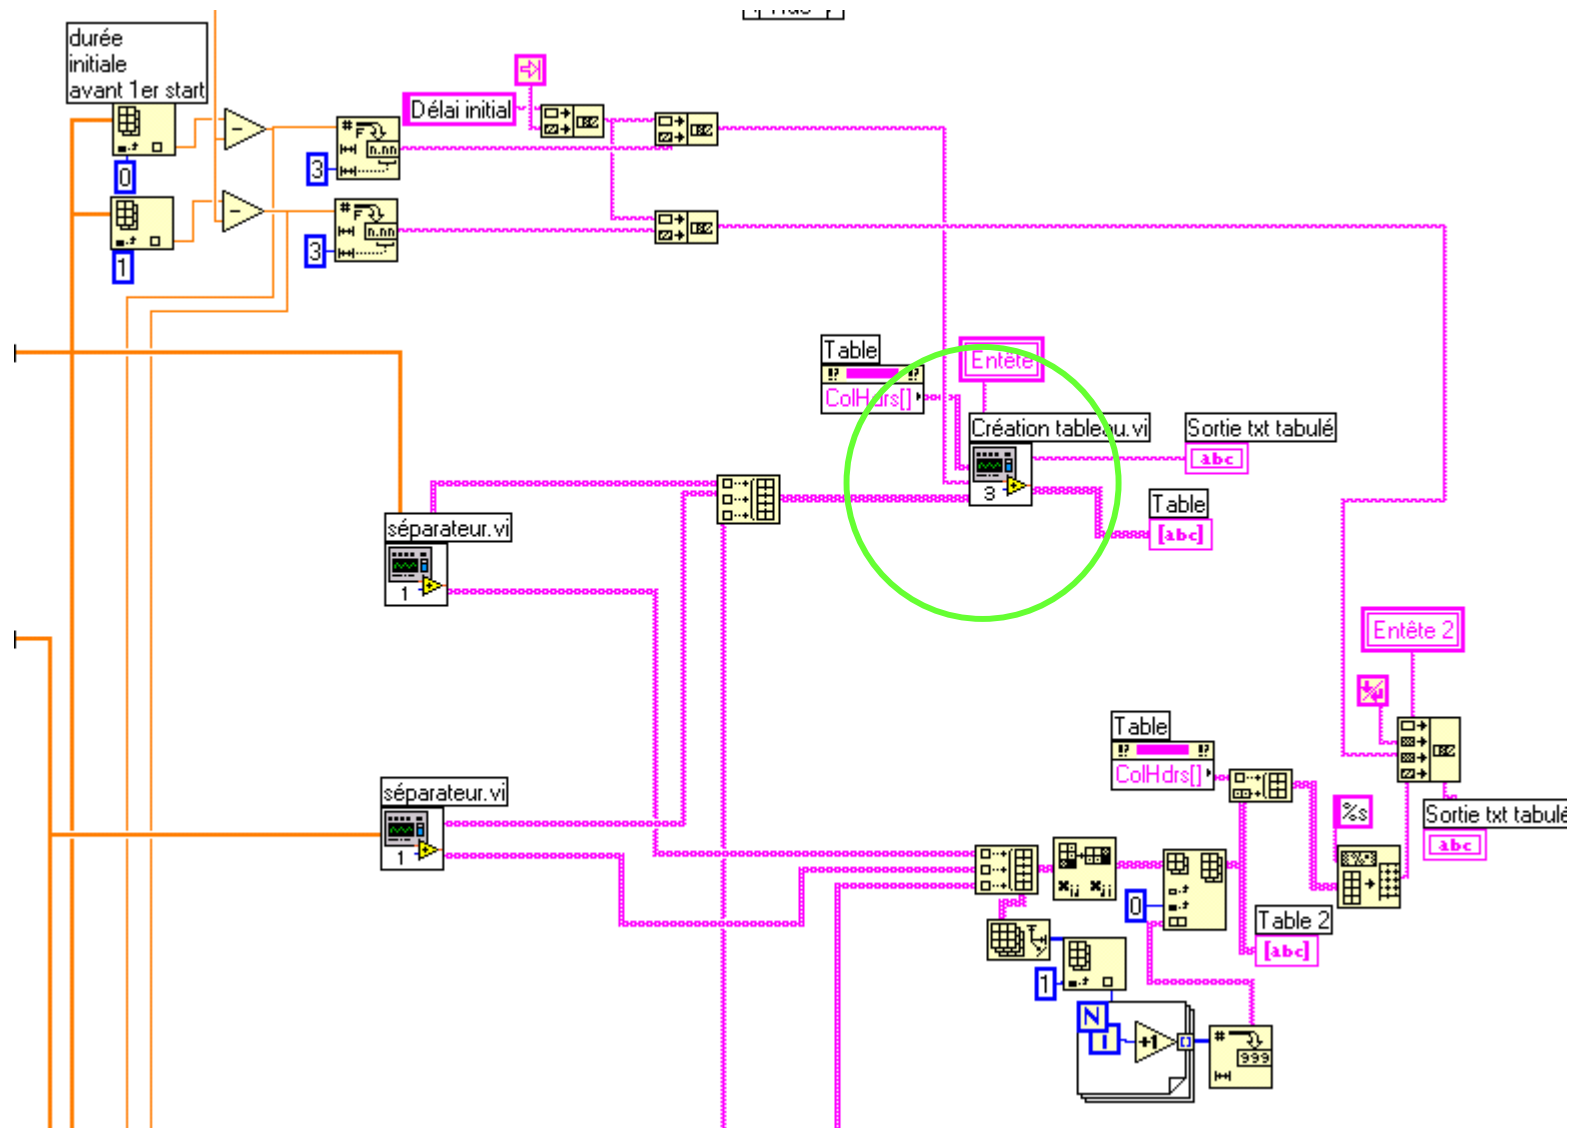 durée
initiale
avant 1er start
Délai initial
#
F
n.nn
0
3
#
F
n.nn
1
3
Table
!? !?
ColHdrs[]
Entête
Création tableau.vi
3
Sortie txt tabulé
abc
Table
[abc]
séparateur.vi
1
Entête 2
Table
!? !?
ColHdrs[]
%s
Sortie txt tabulé
abc
séparateur.vi
1
0
Table 2
[abc]
1
N
I
+1
#
999